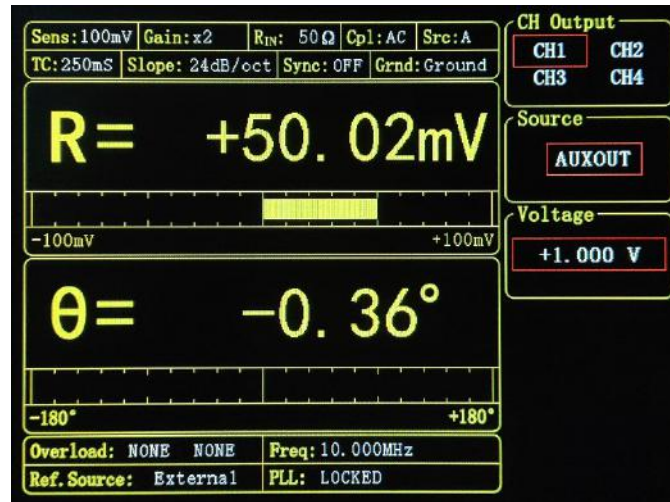 Sens:100mV Gain:x2 RIN: 50Ω Cpl:AC Src:A
TC:250mS Slope: 24dB/oct Sync:OFF Grnd:Ground
R= +50.02mV
-100mV +100mV
θ= -0.36°
-180° +180°
Overload: NONE NONE Freq:10.000MHz
Ref.Source: External PLL: LOCKED
CH Output
CH1 CH2
CH3 CH4
Source
AUXOUT
Voltage
+1.000 V